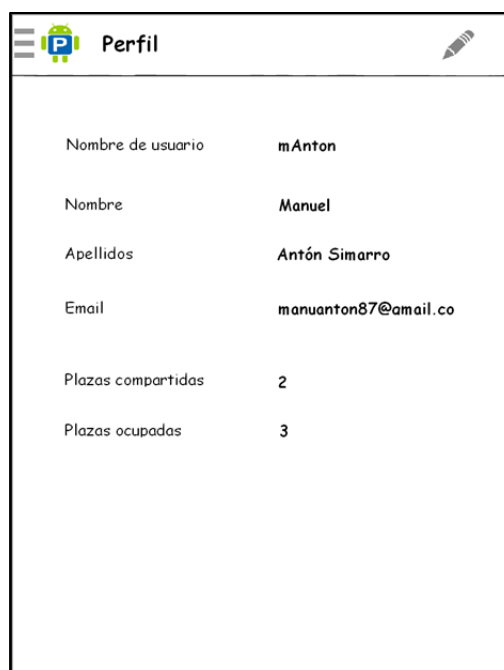 P Perfil
Nombre de usuario mAnton
Nombre Manuel
Apellidos Antón Simarro
Email manuanton87@amail.co
Plazas compartidas 2
Plazas ocupadas 3